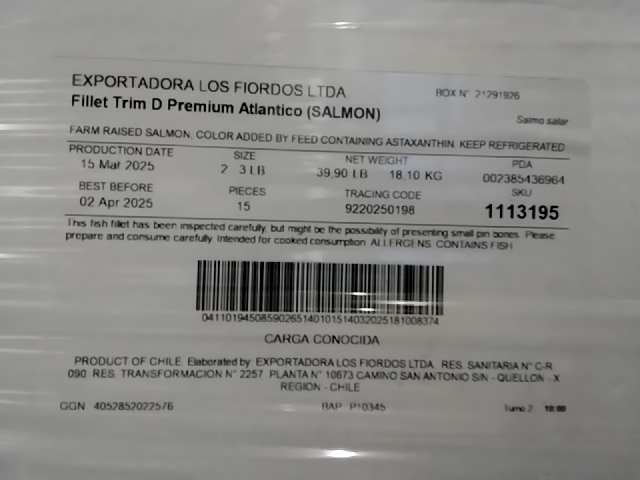 EXPORTADORA LOS FIORDOS LTDA
BOX N° 21291926
Fillet Trim D Premium Atlantico (SALMON)
Salmo salar
FARM RAISED SALMON, COLOR ADDED BY FEED CONTAINING ASTAXANTHIN. KEEP REFRIGERATED
PRODUCTION DATE SIZE NET WEIGHT PDA
15 Mar 2025 2 3 LB 39,90 LB 18,10 KG 002385436964
BEST BEFORE PIECES TRACING CODE SKU
02 Apr 2025 15 9220250198 1113195
This fish fillet has been inspected carefully, but might be the possibility of presenting small pin bones. Please
prepare and consume carefully. Intended for cooked consumption. ALLERGENS: CONTAINS FISH
04110194508590265140101514032025181008374
CARGA CONOCIDA
PRODUCT OF CHILE. Elaborated by: EXPORTADORA LOS FIORDOS LTDA. RES. SANITARIA N° C-R
090 RES. TRANSFORMACION N° 2257. PLANTA N° 10673 CAMINO SAN ANTONIO S/N - QUELLON - X
REGION - CHILE
GGN 4052852022576
RAP P10345
Turno 2